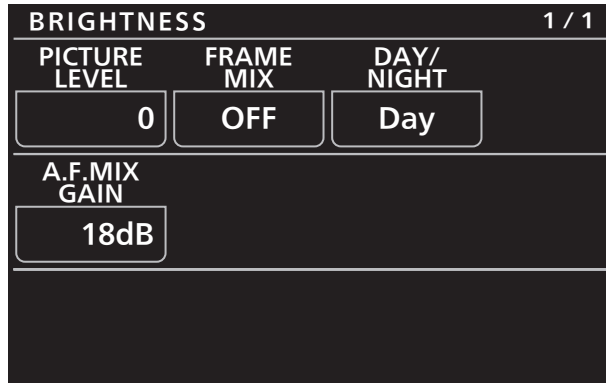 BRIGHTNESS 1 / 1
PICTURE LEVEL FRAME MIX DAY/ NIGHT
0 OFF Day
A.F.MIX
GAIN
18dB